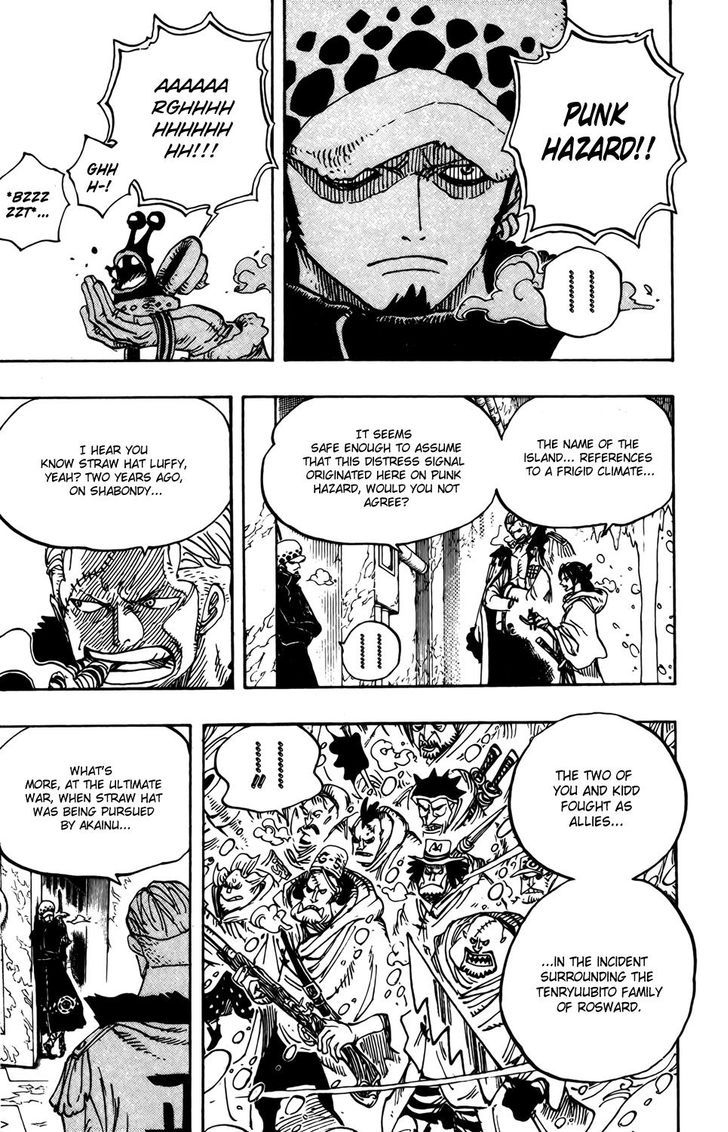 PUNK
HAZARD!!
......
......
AAAAAA
RGHHHH
HHHHHH
HH!!!
GHH
H-!
*BZZZ
ZZT*...
THE NAME OF THE
ISLAND... REFERENCES
TO A FRIGID CLIMATE...
IT SEEMS
SAFE ENOUGH TO ASSUME
THAT THIS DISTRESS SIGNAL
ORIGINATED HERE ON PUNK
HAZARD, WOULD YOU NOT
AGREE?
......
......
I HEAR YOU
KNOW STRAW HAT LUFFY,
YEAH? TWO YEARS AGO,
ON SHABONDY...
THE TWO OF
YOU AND KIDD
FOUGHT AS
ALLIES...
...IN THE INCIDENT
SURROUNDING THE
TENRYUUBITO FAMILY
OF ROSWARD.
......
......!!
44
WHAT'S
MORE, AT THE ULTIMATE
WAR, WHEN STRAW HAT
WAS BEING PURSUED
BY AKAINU...